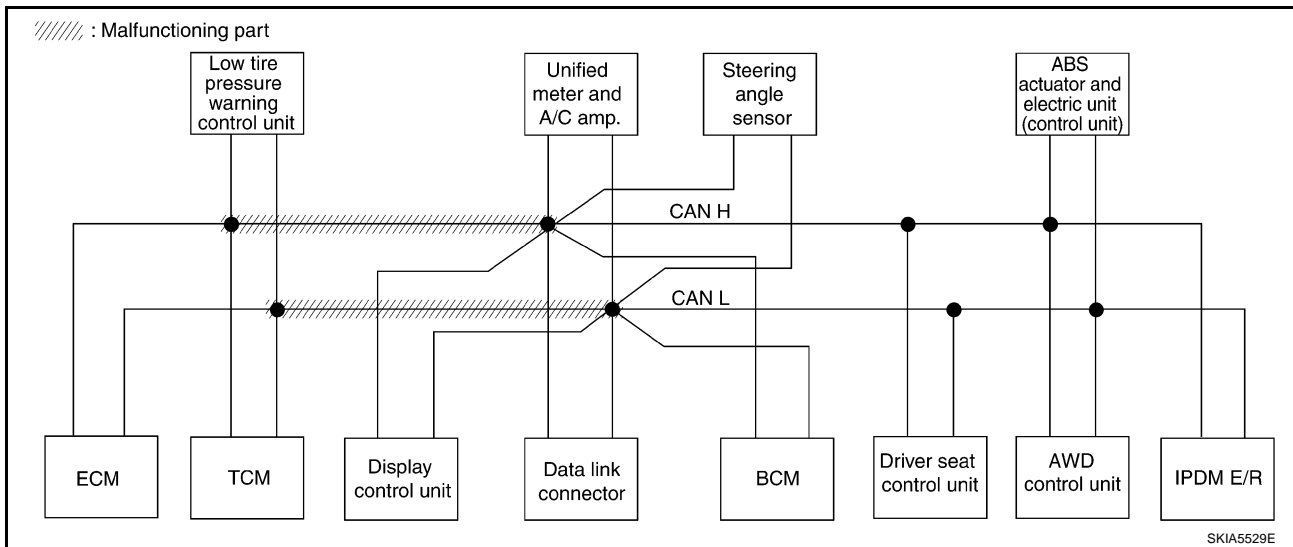 : Malfunctioning part
Low tire
pressure
warning
control unit
Unified
meter and
A/C amp.
Steering
angle
sensor
ABS
actuator and
electric unit
(control unit)
CAN H
CAN L
ECM
TCM
Display
control unit
Data link
connector
BCM
Driver seat
control unit
AWD
control unit
IPDM E/R
SKIA5529E